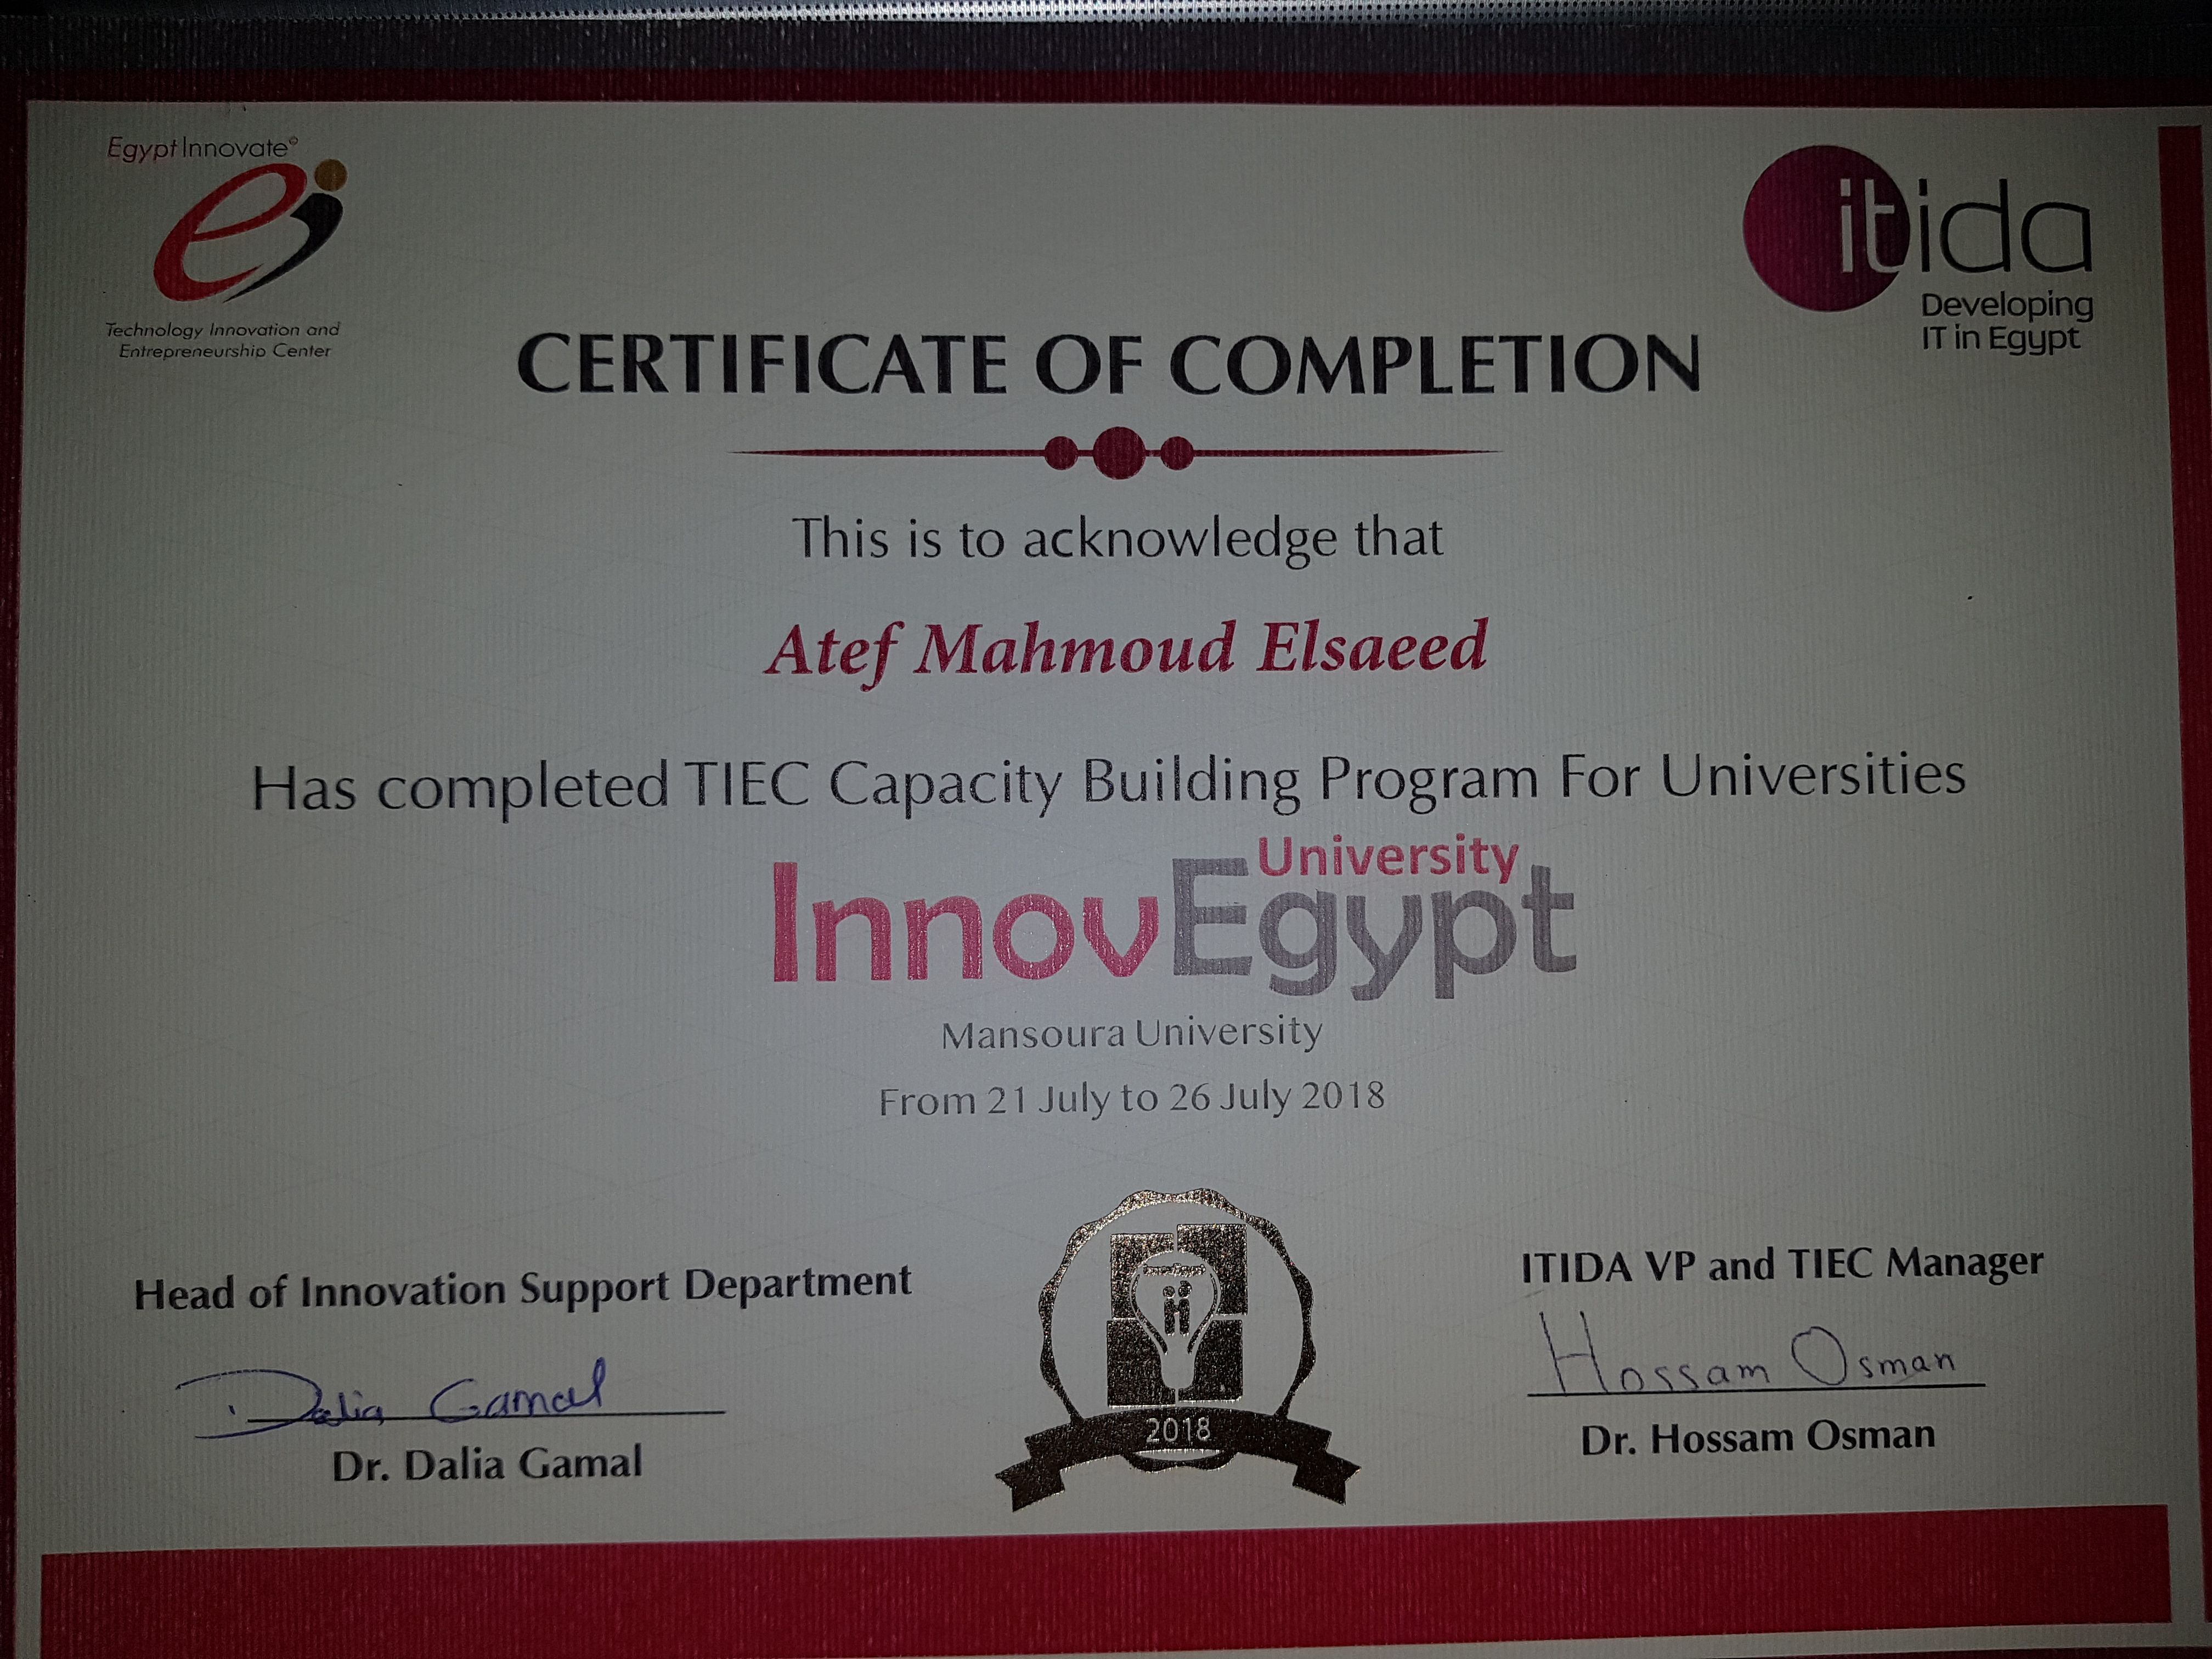 Egypt Innovate©
ei
Technology Innovation and
Entrepreneurship Center
itida
Developing
IT in Egypt
CERTIFICATE OF COMPLETION
This is to acknowledge that
Atef Mahmoud Elsaeed
Has completed TIEC Capacity Building Program For Universities
University
InnovEgypt
Mansoura University
From 21 July to 26 July 2018
Head of Innovation Support Department
Dalia Gamal
Dr. Dalia Gamal
2018
ITIDA VP and TIEC Manager
Hossam Osman
Dr. Hossam Osman